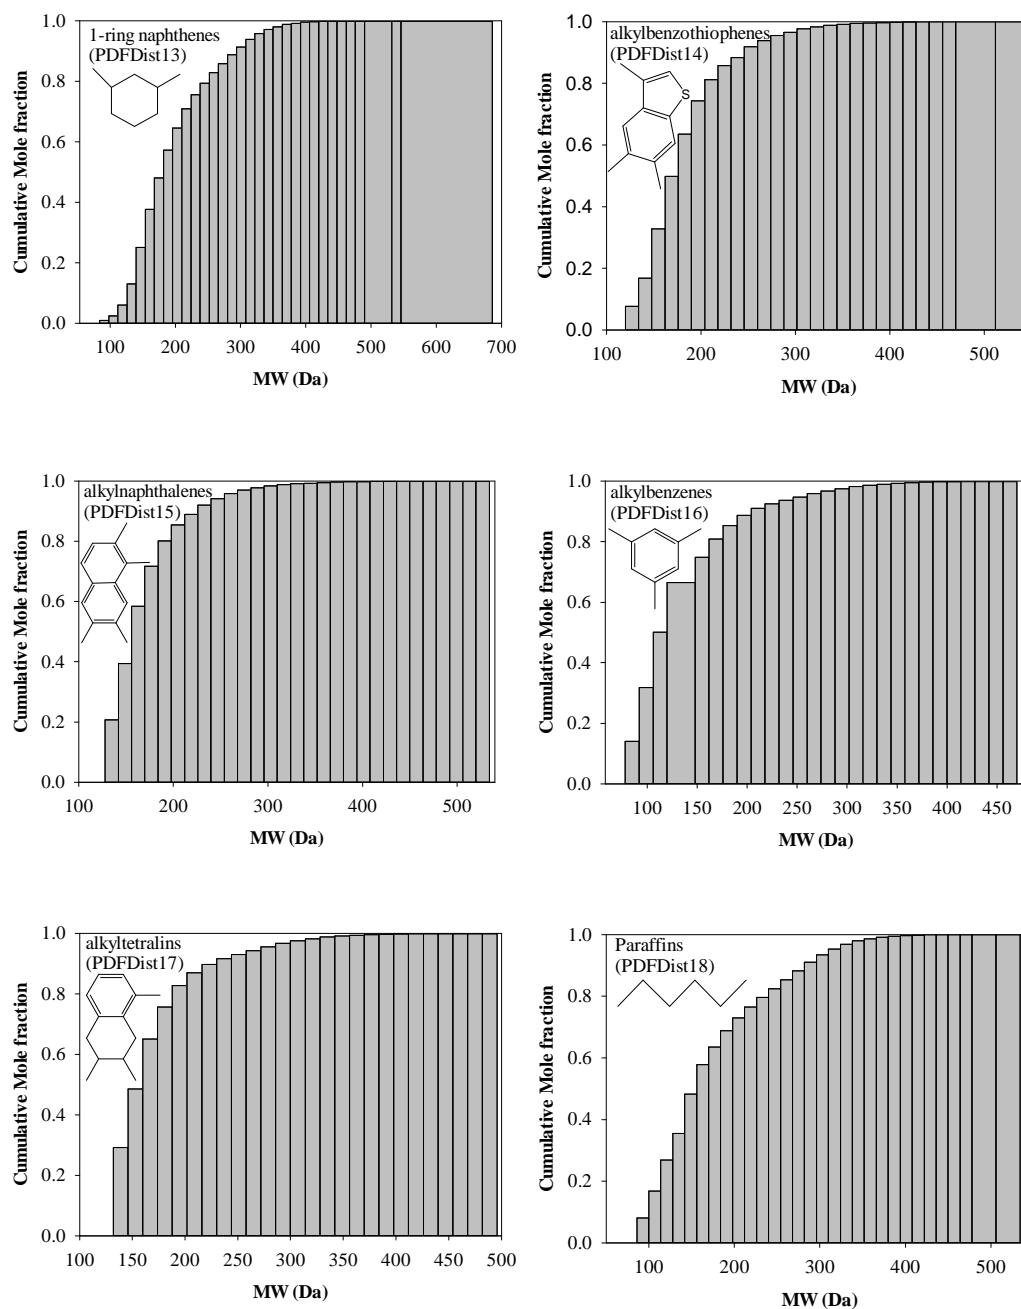 1-ring naphthenes
(PDFDist13)
Cumulative Mole fraction
1.0
0.8
0.6
0.4
0.2
0.0
100 200 300 400 500 600 700
MW (Da)
alkylbenzothiophenes
(PDFDist14)
S
Cumulative Mole fraction
1.0
0.8
0.6
0.4
0.2
0.0
100 200 300 400 500
MW (Da)
alkylnaphthalenes
(PDFDist15)
Cumulative Mole fraction
1.0
0.8
0.6
0.4
0.2
0.0
100 200 300 400 500
MW (Da)
alkylbenzenes
(PDFDist16)
Cumulative Mole fraction
1.0
0.8
0.6
0.4
0.2
0.0
100 150 200 250 300 350 400 450
MW (Da)
alkyltetralins
(PDFDist17)
Cumulative Mole fraction
1.0
0.8
0.6
0.4
0.2
0.0
100 150 200 250 300 350 400 450 500
MW (Da)
Paraffins
(PDFDist18)
Cumulative Mole fraction
1.0
0.8
0.6
0.4
0.2
0.0
100 200 300 400 500
MW (Da)